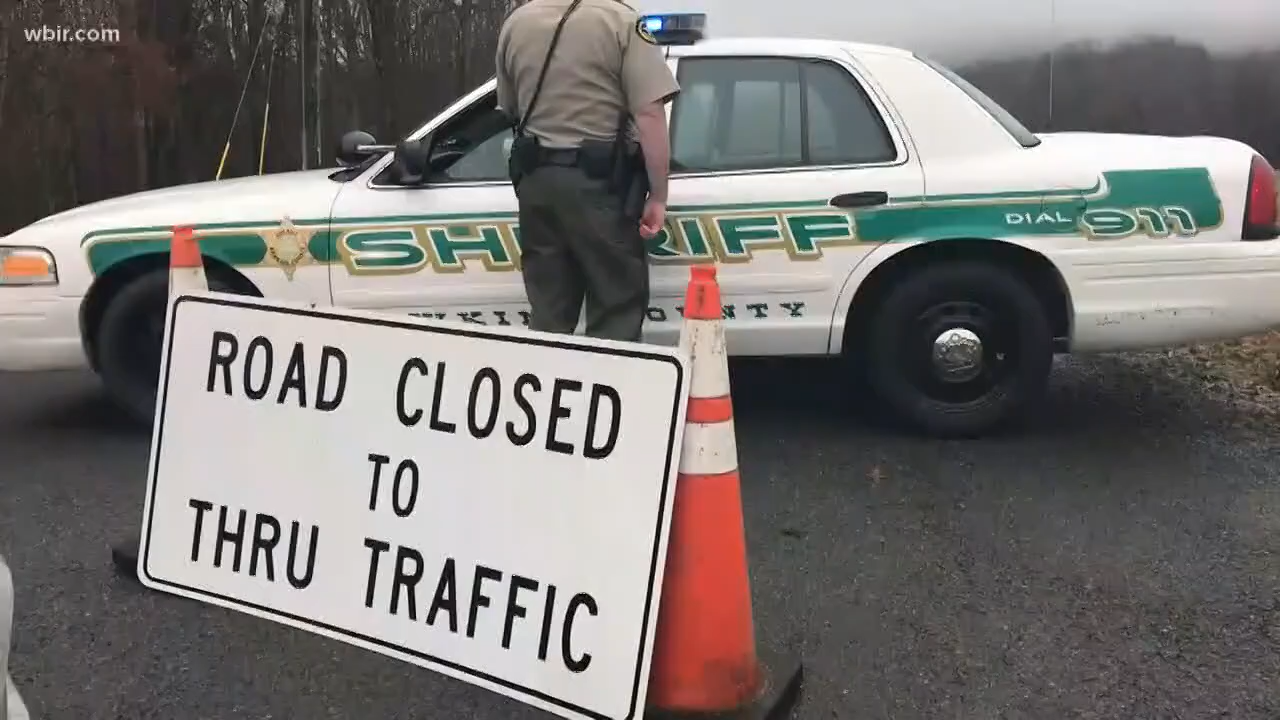 wbir.com
SHERIFF
DIAL 911
ROAD CLOSED
TO
THRU TRAFFIC